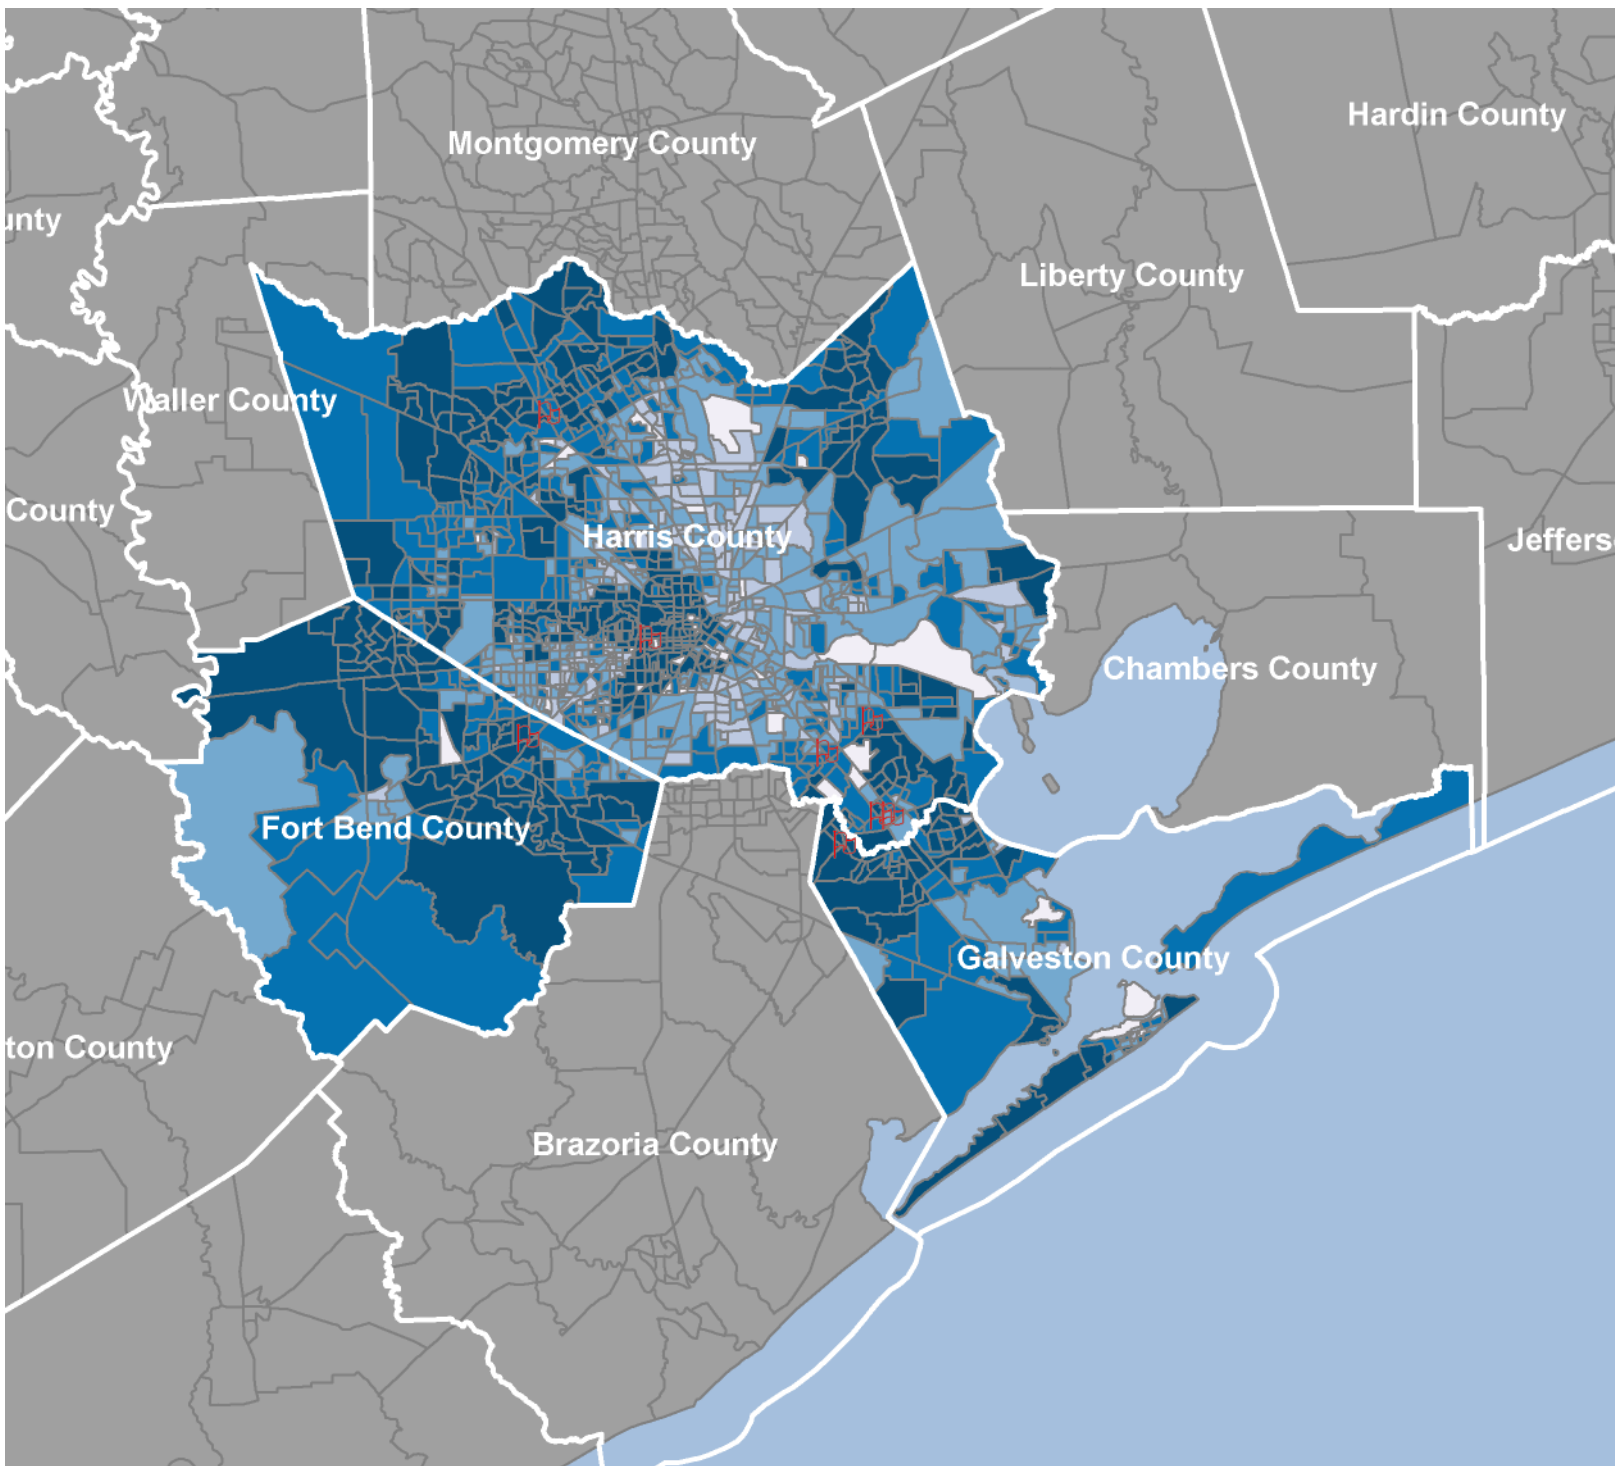 Hardin County
Montgomery County
unty
Liberty County
Waller County
County
Harris County
Jeffers
Chambers County
Fort Bend County
Galveston County
ton County
Brazoria County